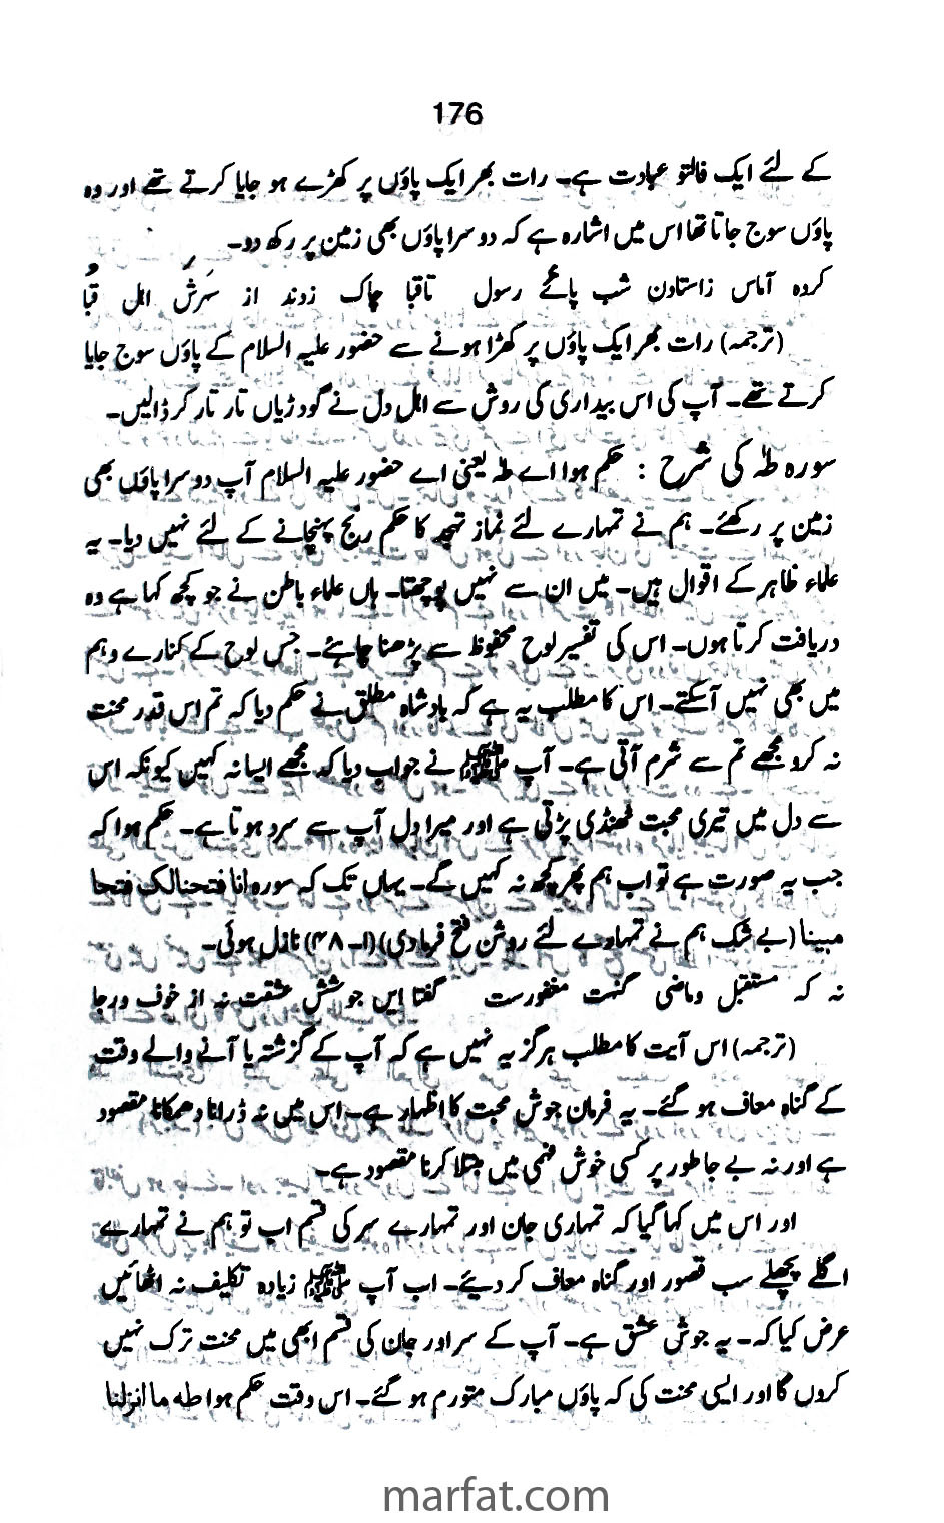 176
کے لئے ایک فالتو عبادت ہے۔ رات بھر ایک پاؤں پر کھڑے ہو جایا کرتے تھے اور وہ
پاؤں سوج جاتا تھا اس میں اشارہ ہے کہ دوسرا پاؤں بھی زمین پر رکھ دو۔
کردہ آماس زاستادن شب پائے رسول تاقبا چاک زدند از سَہرِش اہل قبُا
(ترجمہ) رات بھر ایک پاؤں پر کھڑا ہونے سے حضور علیہ السلام کے پاؤں سوج جایا
کرتے تھے۔ آپ کی اس بیداری کی روش سے اہل دل نے گودڑیاں تار تار کر ڈالیں۔
سورہ طہٰ کی شرح : حکم ہوا اے طہ یعنی اے حضور علیہ السلام آپ دوسرا پاؤں بھی
زمین پر رکھئے۔ ہم نے تمہارے لئے نماز تہجد کا حکم رنج پہنچانے کے لئے نہیں دیا۔ یہ
علماء ظاہر کے اقوال ہیں۔ میں ان سے نہیں پوچھتا۔ ہاں علماء باطن نے جو کچھ کہا ہے وہ
دریافت کرتا ہوں۔ اس کی تفسیر لوح محفوظ سے پڑھنا چاہئے۔ جس لوح کے کنارے وہم
میں بھی نہیں آسکتے۔ اس کا مطلب یہ ہے کہ بادشاہ مطلق نے حکم دیا کہ تم اس قدر محنت
نہ کرو مجھے تم سے شرم آتی ہے۔ آپ ﷺ نے جواب دیا کہ مجھے ایسا نہ کہیں کیونکہ اس
سے دل میں تیری محبت ٹھنڈی پڑتی ہے اور میرا دل آپ سے سرد ہوتا ہے۔ حکم ہوا کہ
جب یہ صورت ہے تو اب ہم پھر کچھ نہ کہیں گے۔ یہاں تک کہ سورہ انا فتحنا لک فتحا
مبینا (بے شک ہم نے تمہارے لئے روشن فتح فرما دی) (۱۔۴۸) نازل ہوئی۔
نہ کہ مستقبل و ماضی گنہت مغفورست گفتا ایں جوشش عشقت نہ از خوف و رجا
(ترجمہ) اس آیت کا مطلب ہرگز یہ نہیں ہے کہ آپ کے گزشتہ یا آنے والے وقت
کے گناہ معاف ہو گئے۔ یہ فرمان جوش محبت کا اظہار ہے۔ اس میں نہ ڈرانا دھمکانا مقصود
ہے اور نہ بے جا طور پر کسی خوش فہمی میں مبتلا کرنا مقصود ہے۔
اور اس میں کہا گیا کہ تمہاری جان اور تمہارے سر کی قسم اب تو ہم نے تمہارے
اگلے پچھلے سب قصور اور گناہ معاف کر دیئے۔ اب آپ ﷺ زیادہ تکلیف نہ اٹھائیں
عرض کیا کہ۔ یہ جوش عشق ہے۔ آپ کے سر اور جان کی قسم ابھی میں محنت ترک نہیں
کروں گا اور ایسی محنت کی کہ پاؤں مبارک متورم ہو گئے۔ اس وقت حکم ہوا طه ما انزلنا
marfat.com